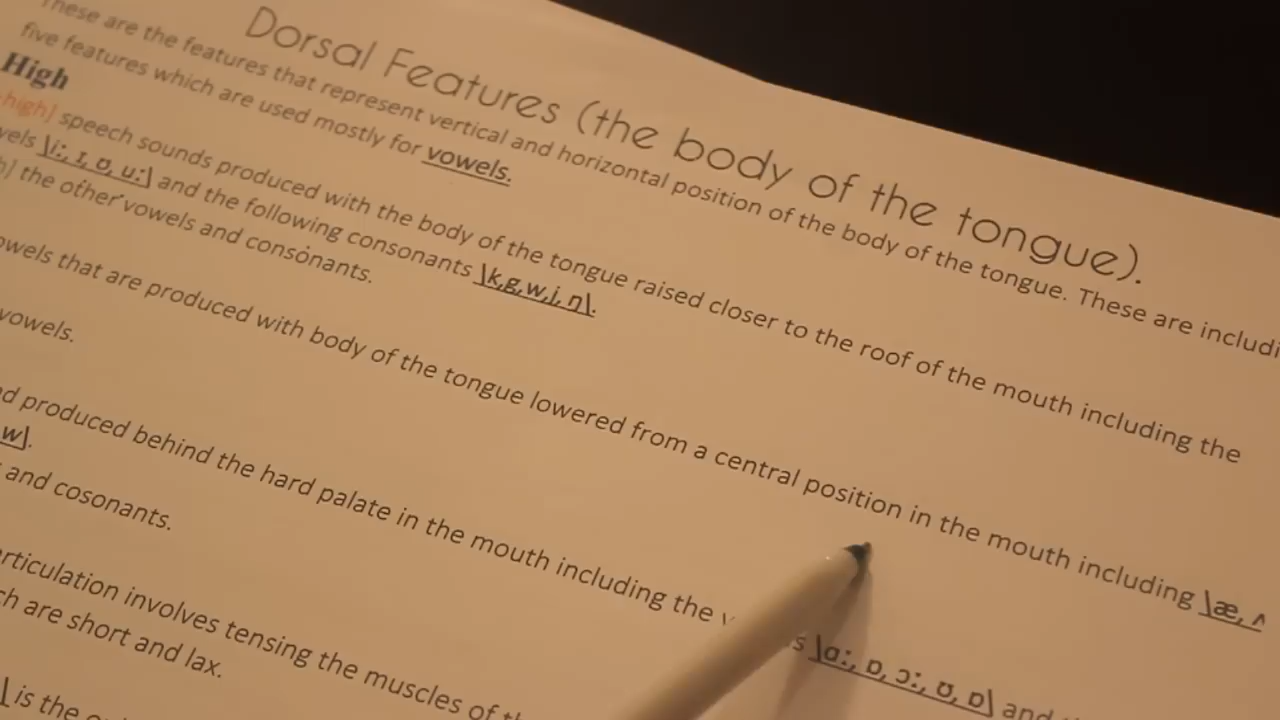 Dorsal Features (the body of the tongue).
These are the features that represent vertical and horizontal position of the body of the tongue. These are includi
five features which are used mostly for vowels.
High
high] speech sounds produced with the body of the tongue raised closer to the roof of the mouth including the
vowels \i:, ɪ, ʊ, u:\ and the following consonants \k,g,w,j, ŋ\.
h] the other vowels and consonants.
owels that are produced with body of the tongue lowered from a central position in the mouth including \æ, ʌ
vowels.
d produced behind the hard palate in the mouth including the v s \ɑ:, ɒ, ɔ:, ʊ, ɒ\ and
w\.
and cosonants.
articulation involves tensing the muscles of th
ch are short and lax.
\ is the